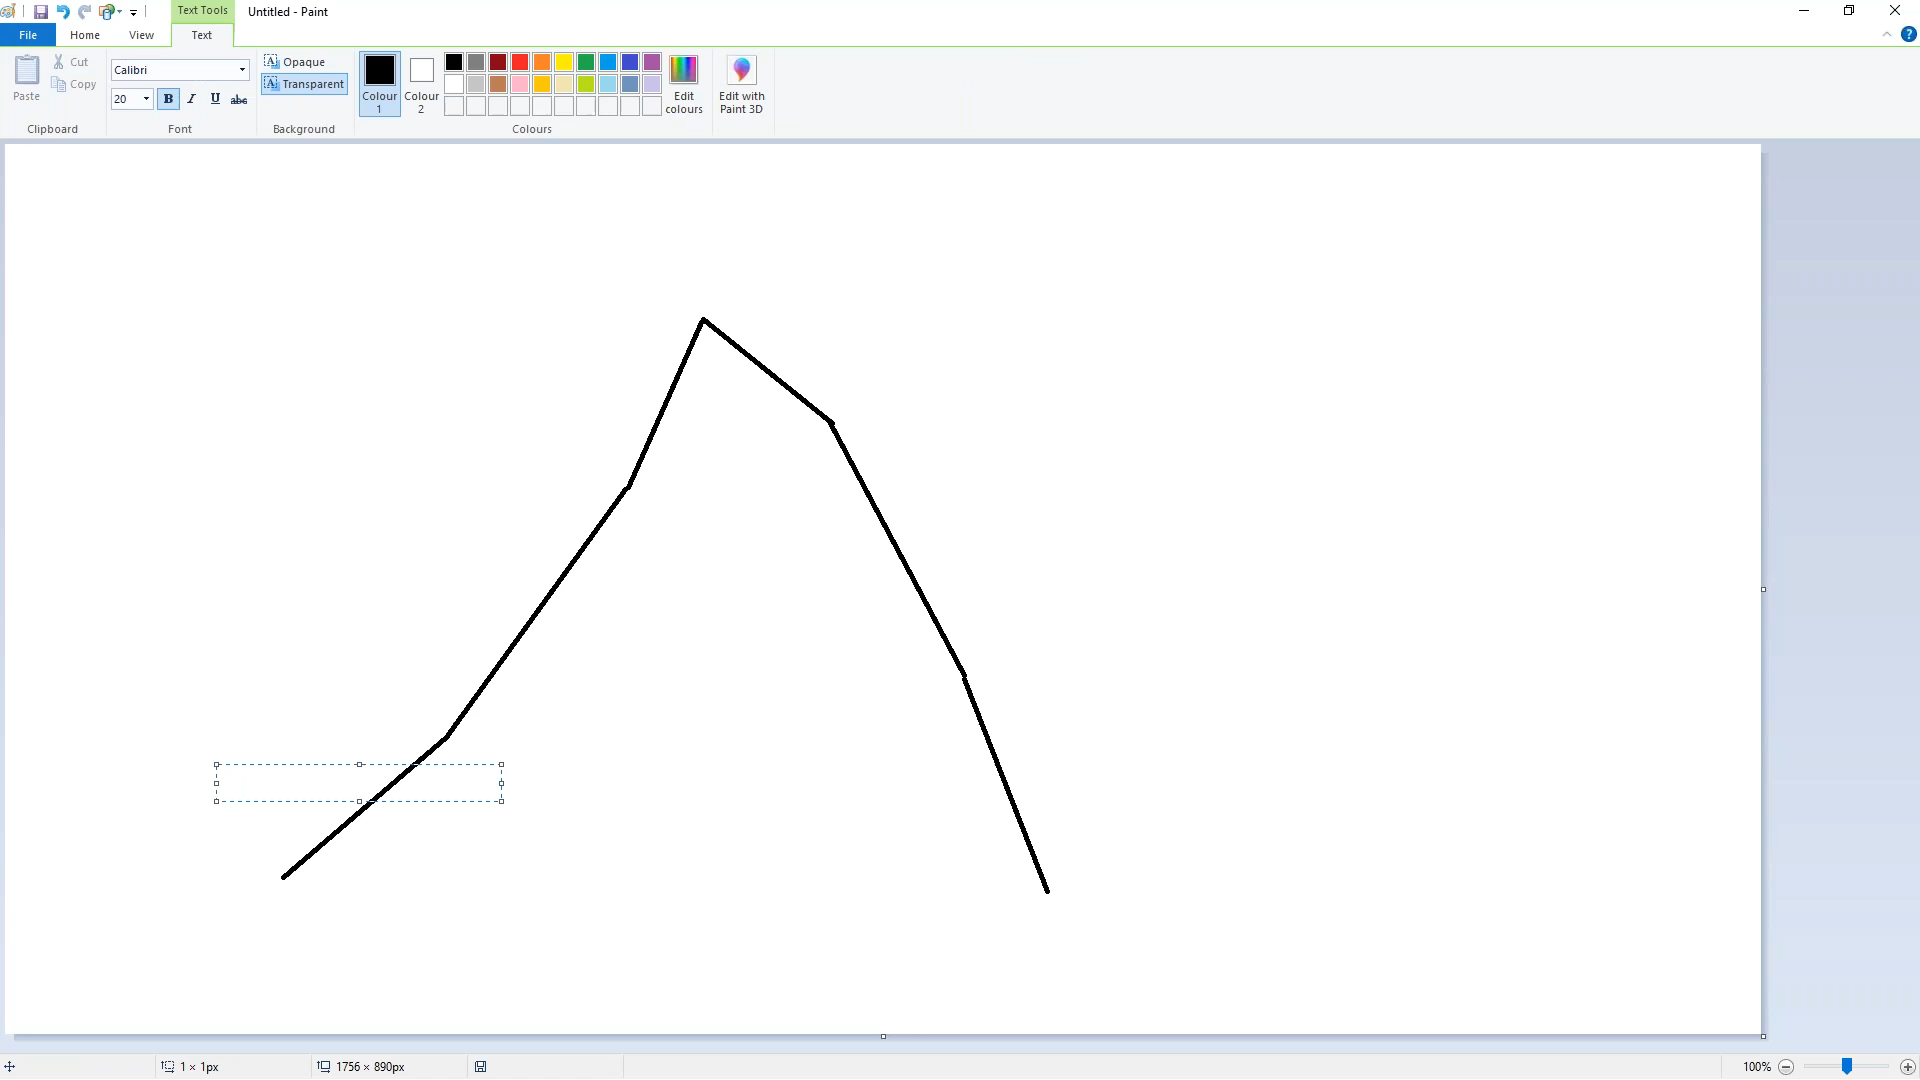 Text Tools
Untitled - Paint
File Home View Text
Paste
Cut
Copy
Clipboard
Calibri
20 B I U abc
Font
Opaque
Transparent
Background
Colour 1
Colour 2
Edit colours
Colours
Edit with Paint 3D
1 × 1px
1756 × 890px
100%